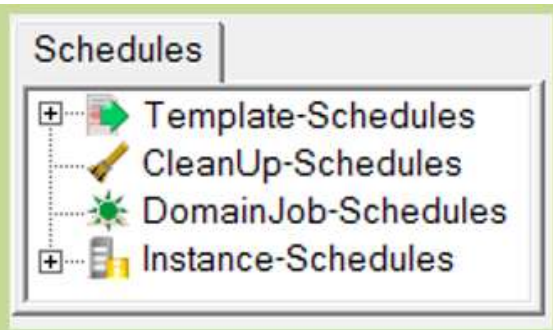 Schedules
Template-Schedules
CleanUp-Schedules
DomainJob-Schedules
Instance-Schedules